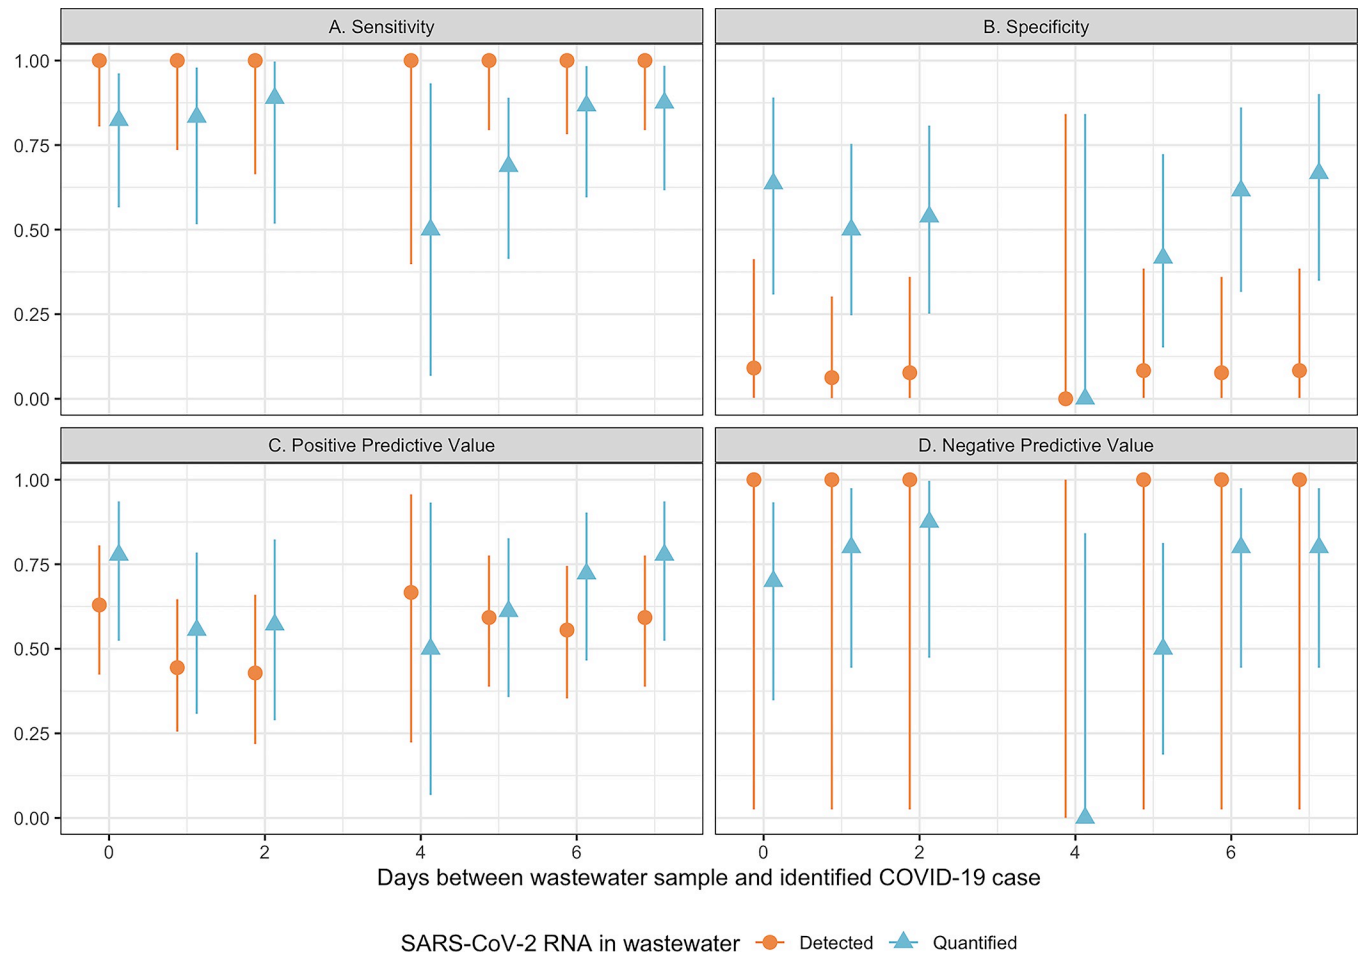 A. Sensitivity
B. Specificity
1.00
0.75
0.50
0.25
0.00
C. Positive Predictive Value
D. Negative Predictive Value
1.00
0.75
0.50
0.25
0.00
0 2 4 6 0 2 4 6
Days between wastewater sample and identified COVID-19 case
SARS-CoV-2 RNA in wastewater Detected Quantified